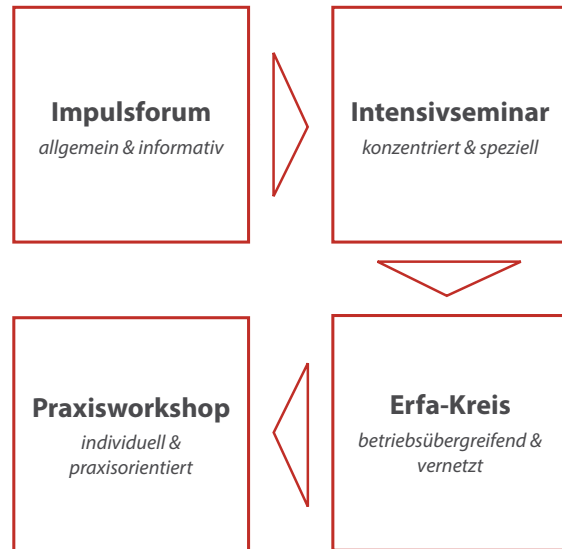 Impulsforum
allgemein & informativ
Intensivseminar
konzentriert & speziell
Praxisworkshop
individuell &
praxisorientiert
Erfa-Kreis
betriebsübergreifend &
vernetzt